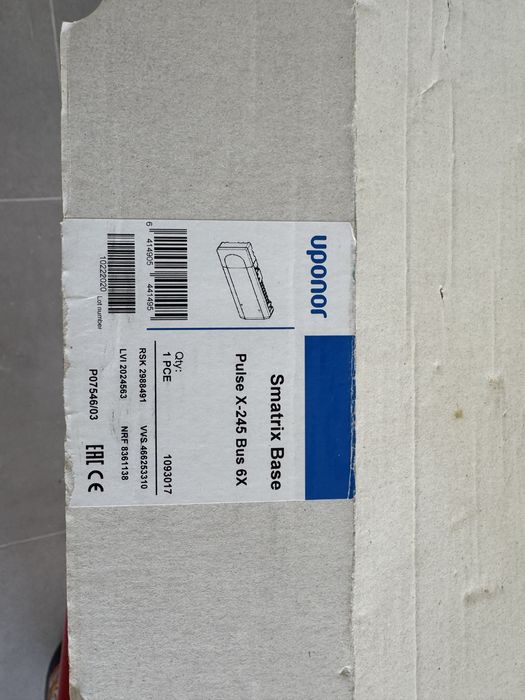 uponor
Smatrix Base
Pulse X-245 Bus 6X
Qty:
1 PCE
1093017
RSK 2988491
VVS.466253310
LVI 2024563
NRF 8361138
6 414905 441495
10222020 Lot number
P07546/03
EAC CE